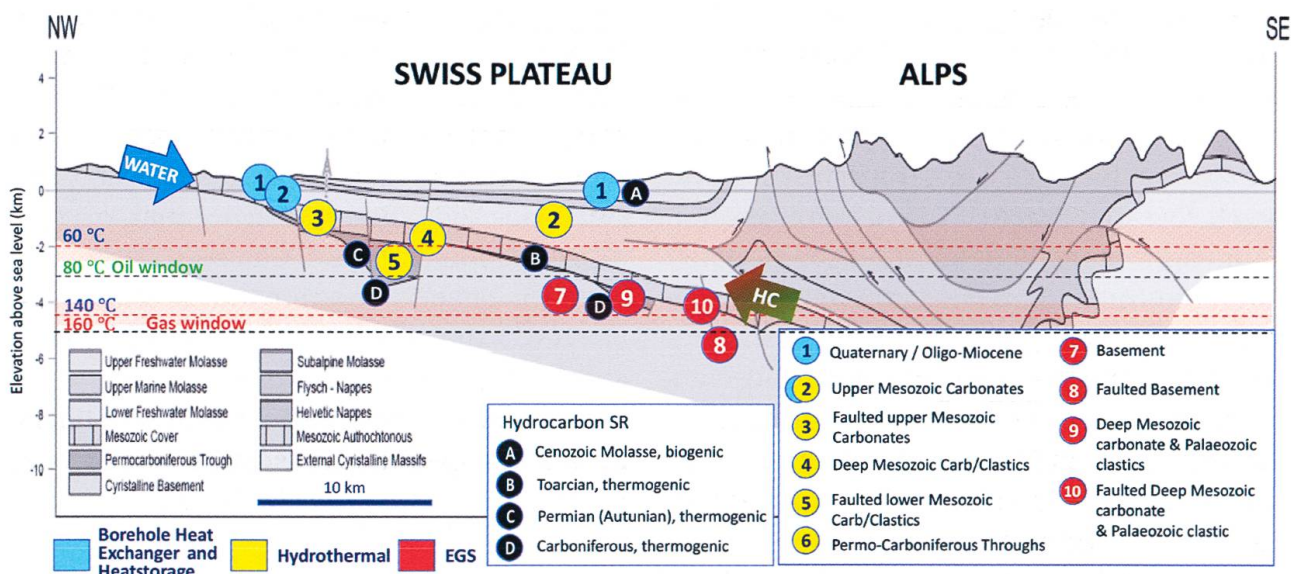 NW
SE
SWISS PLATEAU
ALPS
Elevation above sea level (km)
4
2
0
-2
-4
-6
-8
-10
WATER
1
2
3
4
5
1
A
2
B
C
D
7
D
9
10
8
HC
60 °C
80 °C Oil window
140 °C
160 °C Gas window
Upper Freshwater Molasse
Upper Marine Molasse
Lower Freshwater Molasse
Mesozoic Cover
Permocarboniferous Trough
Cyristalline Basement
Subalpine Molasse
Flysch - Nappes
Helvetic Nappes
Mesozoic Authochtonous
External Cyristalline Massifs
10 km
Hydrocarbon SR
A Cenozoic Molasse, biogenic
B Toarcian, thermogenic
C Permian (Autunian), thermogenic
D Carboniferous, thermogenic
1 Quaternary / Oligo-Miocene
2 Upper Mesozoic Carbonates
3 Faulted upper Mesozoic
Carbonates
4 Deep Mesozoic Carb/Clastics
5 Faulted lower Mesozoic
Carb/Clastics
6 Permo-Carboniferous Throughs
7 Basement
8 Faulted Basement
9 Deep Mesozoic
carbonate & Palaeozoic
clastics
10 Faulted Deep Mesozoic
carbonate
& Palaeozoic clastic
Borehole Heat
Exchanger and
Heatstorage
Hydrothermal
EGS